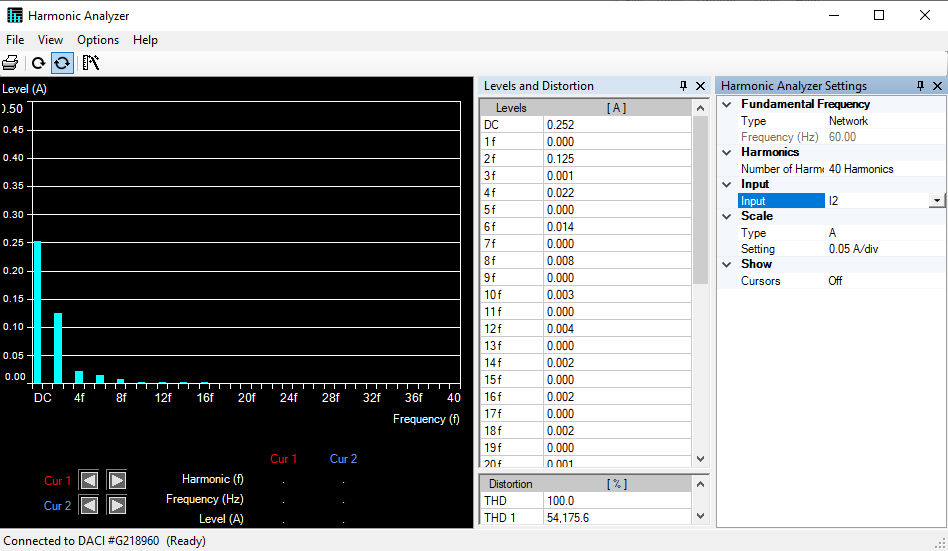 Harmonic Analyzer
File View Options Help
Level (A)
0.50
0.45
0.40
0.35
0.30
0.25
0.20
0.15
0.10
0.05
0.00
DC 4f 8f 12f 16f 20f 24f 28f 32f 36f 40
Frequency (f)
Cur 1 Cur 2
Cur 1
Harmonic (f) . .
Cur 2
Frequency (Hz) . .
Level (A) . .
Levels and Distortion
Levels [ A ]
DC 0.252
1 f 0.000
2 f 0.125
3 f 0.001
4 f 0.022
5 f 0.000
6 f 0.014
7 f 0.000
8 f 0.008
9 f 0.000
10 f 0.003
11 f 0.000
12 f 0.004
13 f 0.000
14 f 0.002
15 f 0.000
16 f 0.002
17 f 0.000
18 f 0.002
19 f 0.000
20 f 0.001
Distortion [ % ]
THD 100.0
THD 1 54,175.6
Harmonic Analyzer Settings
Fundamental Frequency
Type Network
Frequency (Hz) 60.00
Harmonics
Number of Harmo 40 Harmonics
Input
Input I2
Scale
Type A
Setting 0.05 A/div
Show
Cursors Off
Connected to DACI #G218960 (Ready)